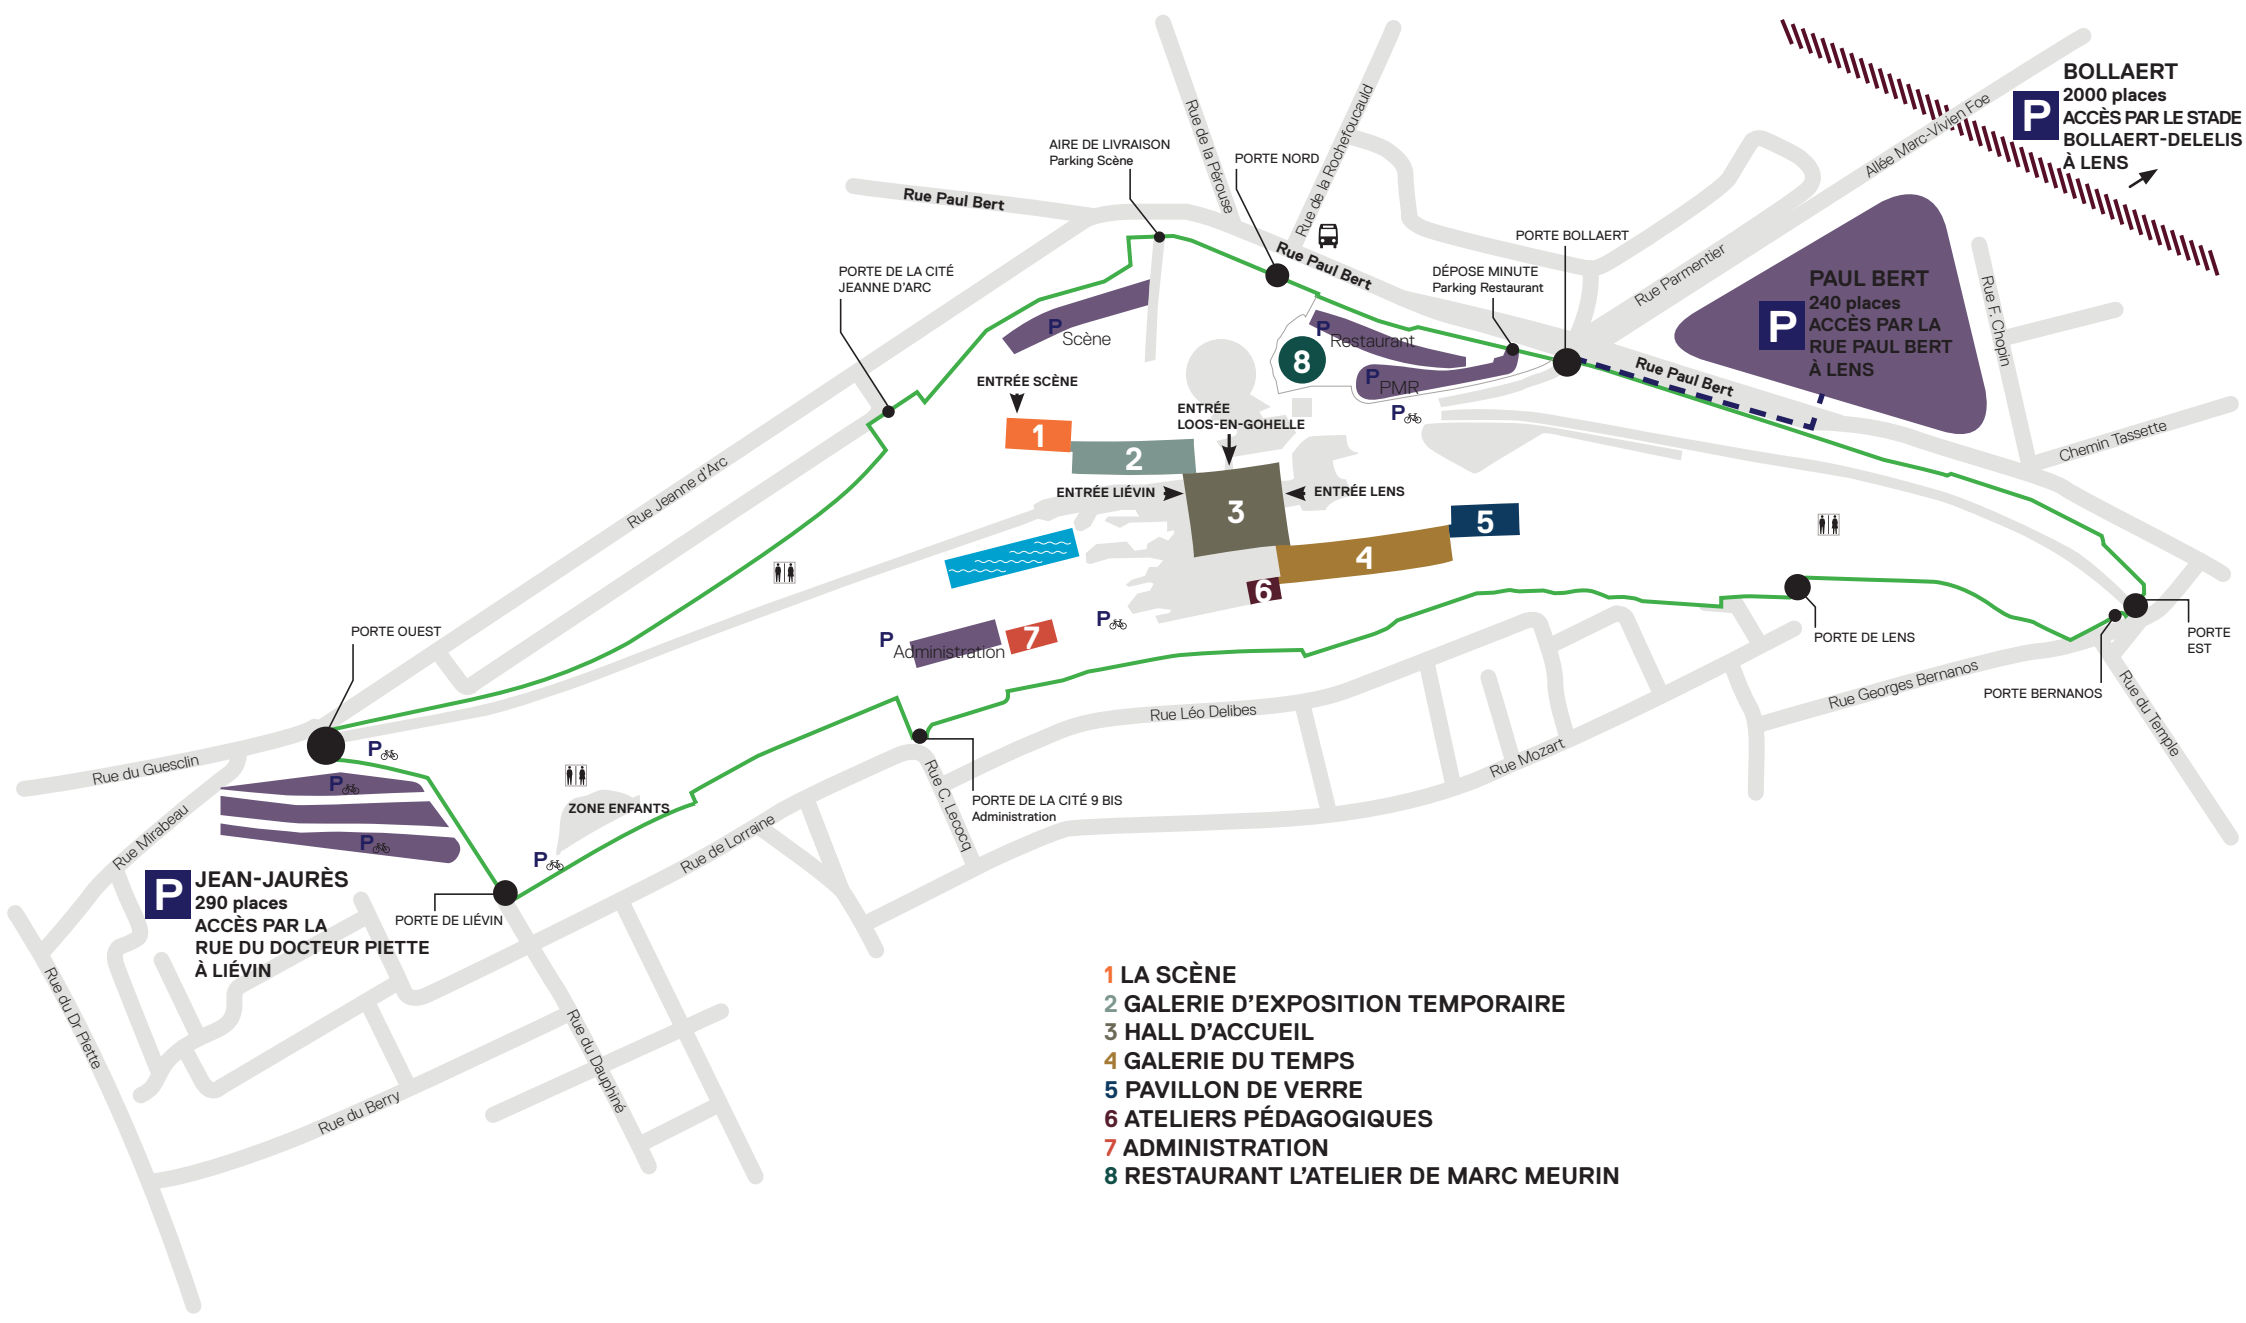 BOLLAERT
2000 places
ACCÈS PAR LE STADE
BOLLAERT-DELELIS
À LENS
P
Allée Marc-Vivien Foe
Rue de la Pérouse
Rue de la Rochefoucauld
AIRE DE LIVRAISON
Parking Scène
PORTE NORD
Rue Paul Bert
PORTE BOLLAERT
Rue Paul Bert
PORTE DE LA CITÉ
JEANNE D'ARC
DÉPOSE MINUTE
Parking Restaurant
Rue Parmentier
P
PAUL BERT
240 places
ACCÈS PAR LA
RUE PAUL BERT
À LENS
Rue F. Chopin
P
Scène
P
Restaurant
8
P
PMR
Rue Paul Bert
ENTRÉE SCÈNE
P
ENTRÉE
LOOS-EN-GOHELLE
Chemin Tassette
1
2
ENTRÉE LIÉVIN
ENTRÉE LENS
3
Rue Jeanne d'Arc
5
4
6
P
7
P
Administration
PORTE OUEST
PORTE DE LENS
PORTE
EST
PORTE BERNANOS
Rue Georges Bernanos
Rue du Temple
Rue Léo Delibes
Rue Mozart
Rue du Guesclin
P
P
P
Rue Mirabeau
ZONE ENFANTS
PORTE DE LA CITÉ 9 BIS
Administration
Rue C. Lecocq
Rue de Lorraine
P
P
JEAN-JAURÈS
290 places
ACCÈS PAR LA
RUE DU DOCTEUR PIETTE
À LIÉVIN
PORTE DE LIÉVIN
Rue du Dr Piette
Rue du Dauphiné
Rue du Berry
1 LA SCÈNE
2 GALERIE D'EXPOSITION TEMPORAIRE
3 HALL D'ACCUEIL
4 GALERIE DU TEMPS
5 PAVILLON DE VERRE
6 ATELIERS PÉDAGOGIQUES
7 ADMINISTRATION
8 RESTAURANT L'ATELIER DE MARC MEURIN